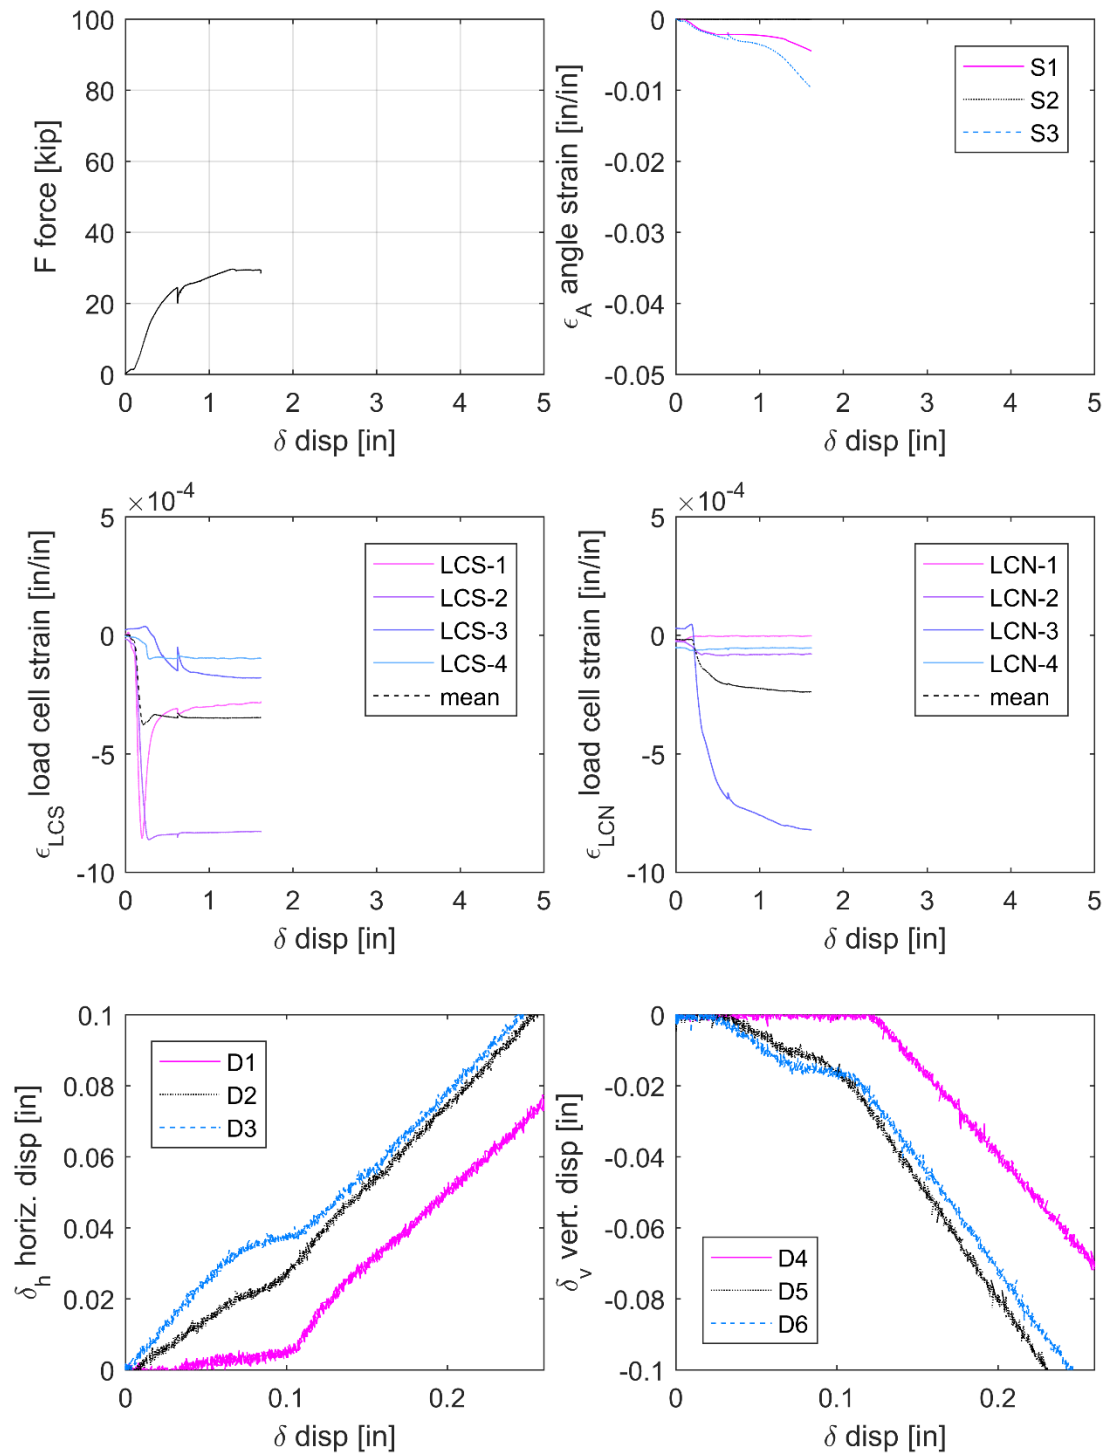 F force [kip]
100
80
60
40
20
0
0 1 2 3 4 5
δ disp [in]
ϵA angle strain [in/in]
0
-0.01
-0.02
-0.03
-0.04
-0.05
S1
S2
S3
0 1 2 3 4 5
δ disp [in]
×10-4
ϵLCS load cell strain [in/in]
5
0
-5
-10
LCS-1
LCS-2
LCS-3
LCS-4
mean
0 1 2 3 4 5
δ disp [in]
×10-4
ϵLCN load cell strain [in/in]
5
0
-5
-10
LCN-1
LCN-2
LCN-3
LCN-4
mean
0 1 2 3 4 5
δ disp [in]
δh horiz. disp [in]
0.1
0.08
0.06
0.04
0.02
0
D1
D2
D3
0 0.1 0.2
δ disp [in]
δv vert. disp [in]
0
-0.02
-0.04
-0.06
-0.08
-0.1
D4
D5
D6
0 0.1 0.2
δ disp [in]